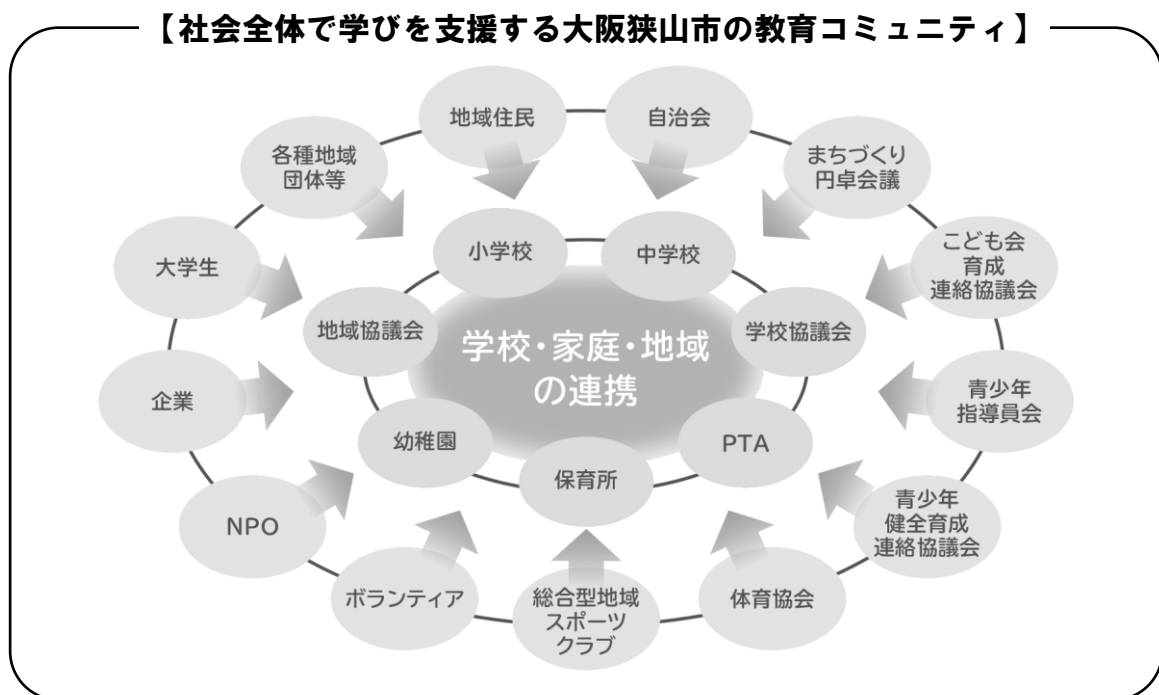 【社会全体で学びを支援する大阪狭山市の教育コミュニティ】
地域住民
自治会
各種地域
団体等
まちづくり
円卓会議
大学生
こども会
育成
連絡協議会
小学校
中学校
地域協議会
学校協議会
学校・家庭・地域
の連携
企業
青少年
指導員会
幼稚園
PTA
保育所
NPO
青少年
健全育成
連絡協議会
ボランティア
総合型地域
スポーツ
クラブ
体育協会